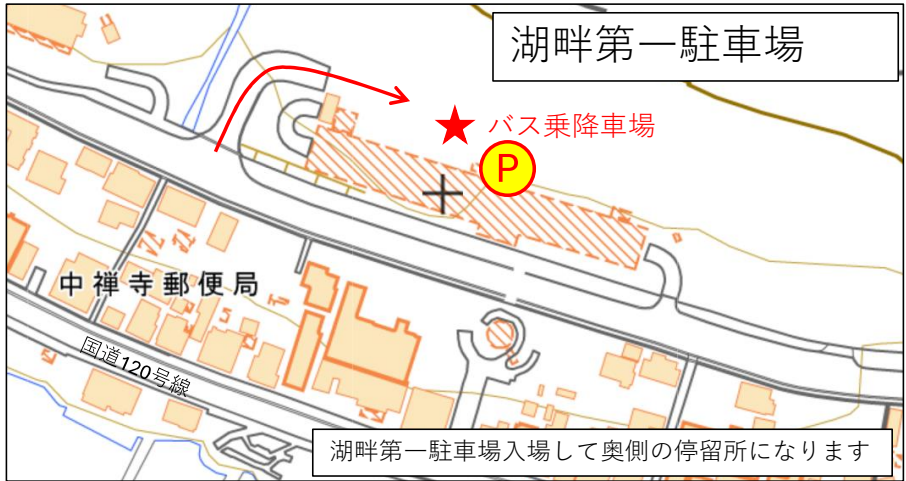 湖畔第一駐車場
バス乗降車場
P
中禅寺郵便局
国道120号線
湖畔第一駐車場入場して奥側の停留所になります